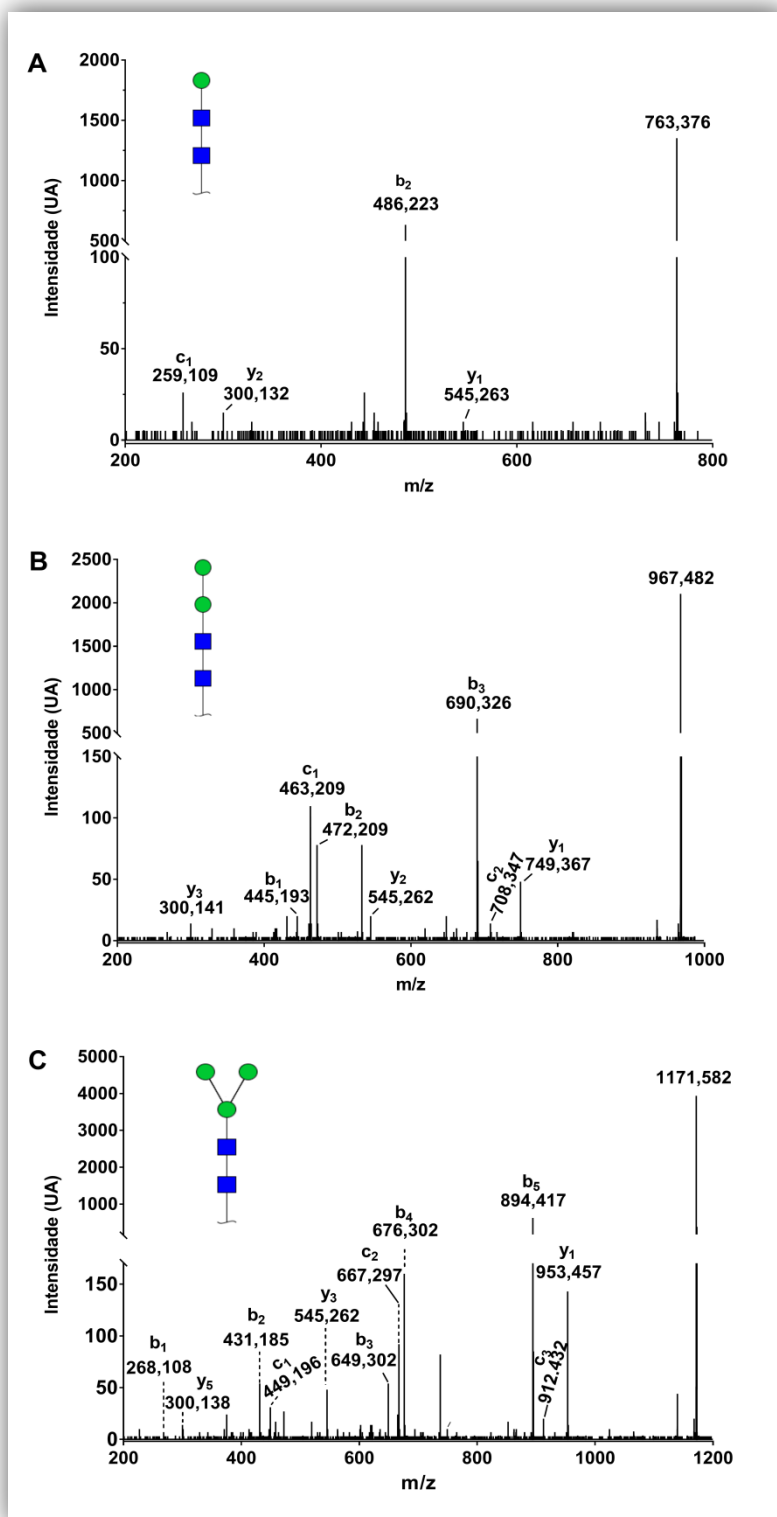 A
Intensidade (UA)
2000
1500
1000
500
100
50
0
763,376
b2
486,223
c1
259,109
y2
300,132
y1
545,263
200
400
600
800
m/z
B
Intensidade (UA)
2500
2000
1500
1000
500
150
100
50
0
967,482
b3
690,326
c1
463,209
b2
472,209
y3
300,141
b1
445,193
y2
545,262
c2
708,347
y1
749,367
200
400
600
800
1000
m/z
C
Intensidade (UA)
5000
4000
3000
2000
1000
150
100
50
0
1171,582
b5
894,417
b4
676,302
c2
667,297
y1
953,457
y3
545,262
b2
431,185
b3
649,302
c1
449,196
c3
912.432
b1
268,108
y5
300,138
200
400
600
800
1000
1200
m/z